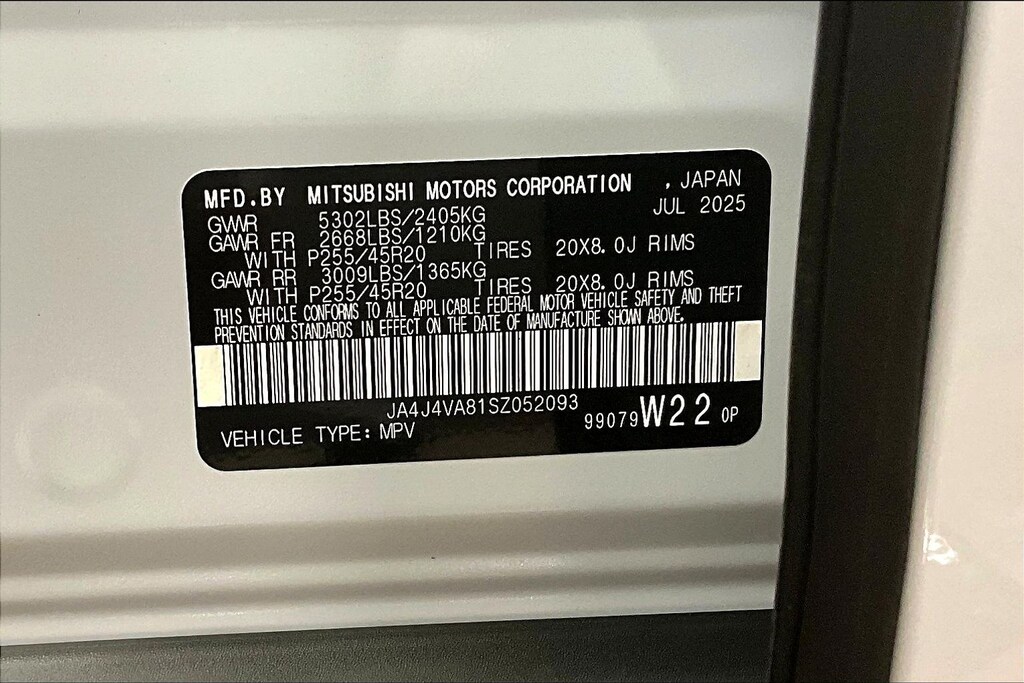 MFD.BY MITSUBISHI MOTORS CORPORATION , JAPAN
JUL 2025
GVWR 5302LBS/2405KG
GAWR FR 2668LBS/1210KG
WITH P255/45R20 TIRES 20X8.0J RIMS
GAWR RR 3009LBS/1365KG
WITH P255/45R20 TIRES 20X8.0J RIMS
THIS VEHICLE CONFORMS TO ALL APPLICABLE FEDERAL MOTOR VEHICLE SAFETY AND THEFT
PREVENTION STANDARDS IN EFFECT ON THE DATE OF MANUFACTURE SHOWN ABOVE.
JA4J4VA81SZ052093
VEHICLE TYPE: MPV 99079 W22 0P